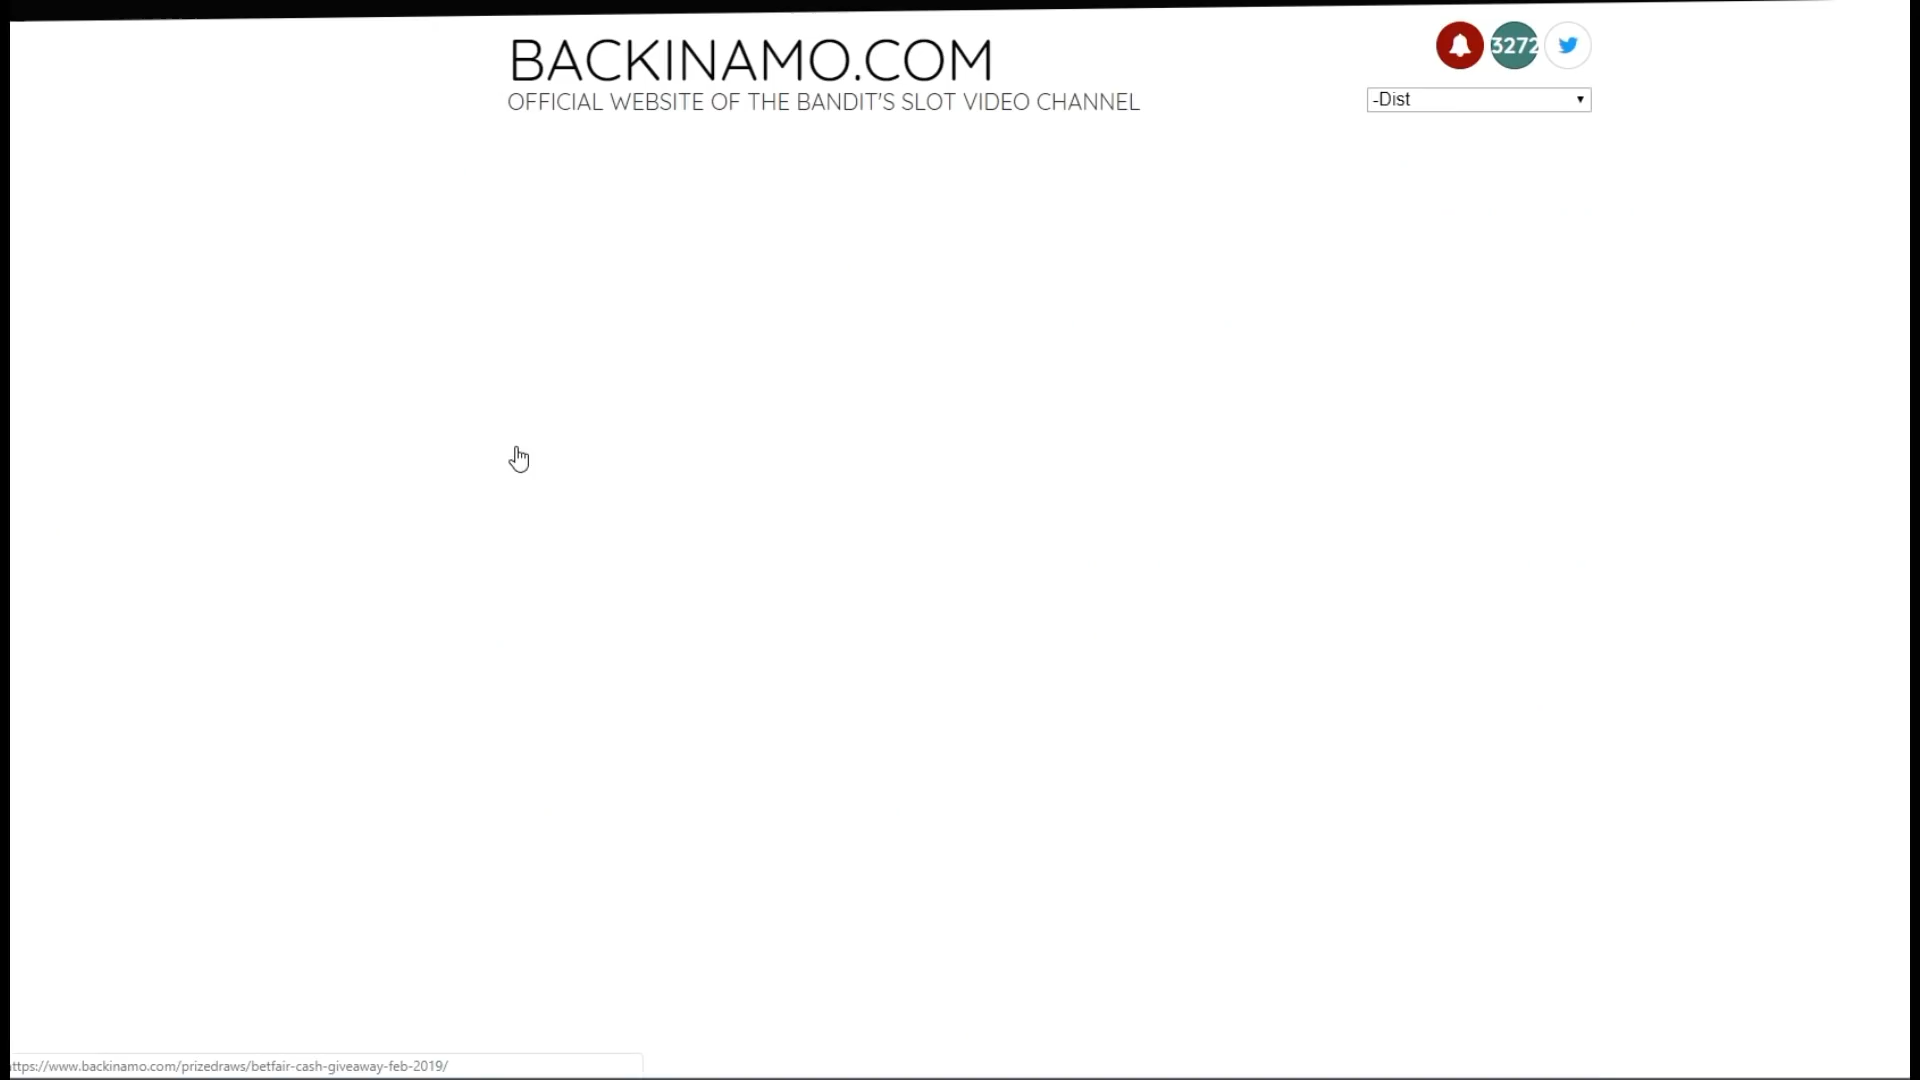 BACKINAMO.COM
3272
OFFICIAL WEBSITE OF THE BANDIT'S SLOT VIDEO CHANNEL
-Dist
ttps://www.backinamo.com/prizedraws/betfair-cash-giveaway-feb-2019/